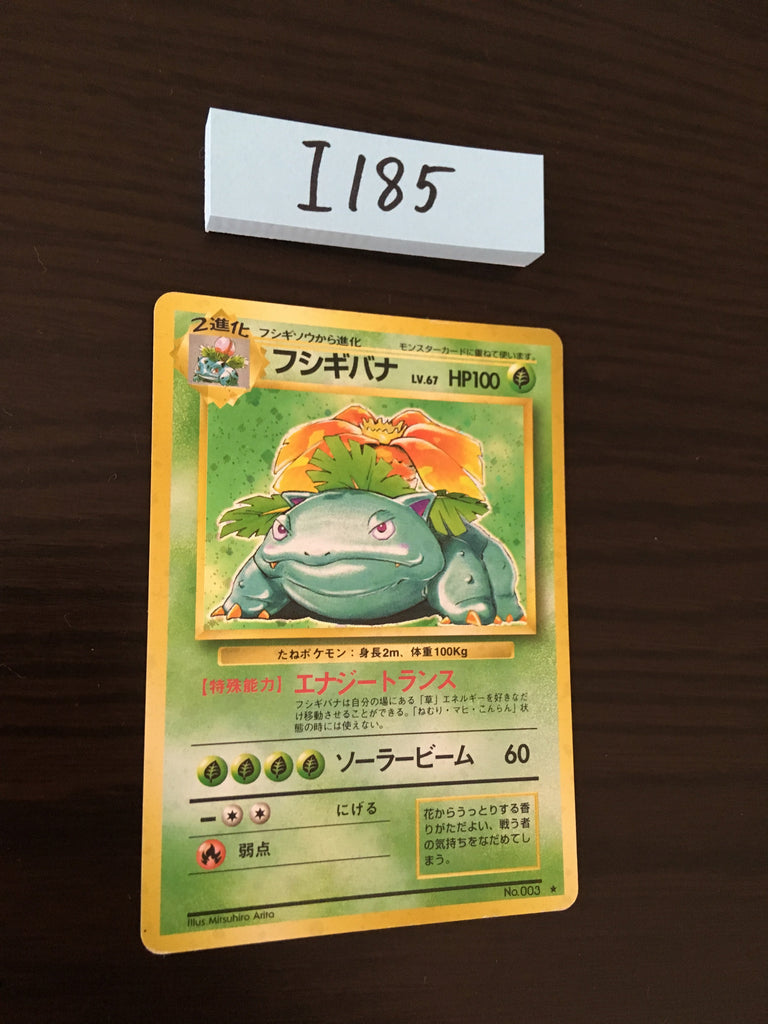 I185
2進化 フシギソウから進化 モンスターカードに重ねて使います。
フシギバナ LV.67 HP100
たねポケモン：身長2m、体重100Kg
【特殊能力】 エナジートランス
フシギバナは自分の場にある「草」エネルギーを好きなだ
け移動させることができる。「ねむり・マヒ・こんらん」状
態の時には使えない。
ソーラービーム 60
ー にげる
弱点
花からうっとりする香
りがただよい、戦う者
の気持ちをなだめてし
まう。
No.003 ★
Illus Mitsuhiro Arita